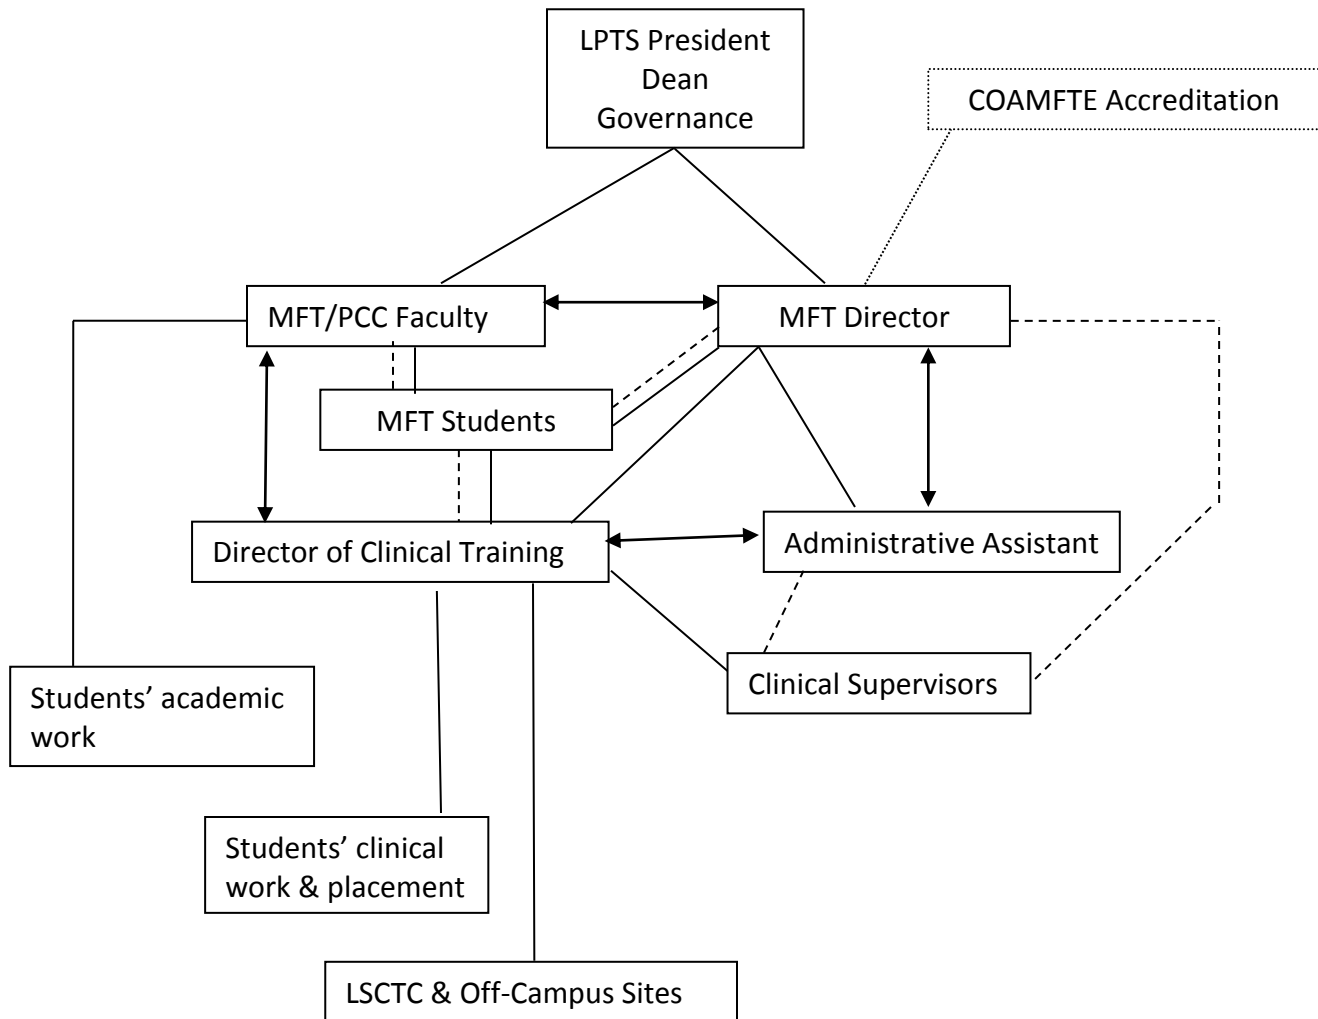 LPTS President
Dean
Governance
COAMFTE Accreditation
MFT/PCC Faculty
MFT Director
MFT Students
Director of Clinical Training
Administrative Assistant
Clinical Supervisors
Students’ academic
work
Students’ clinical
work & placement
LSCTC & Off-Campus Sites